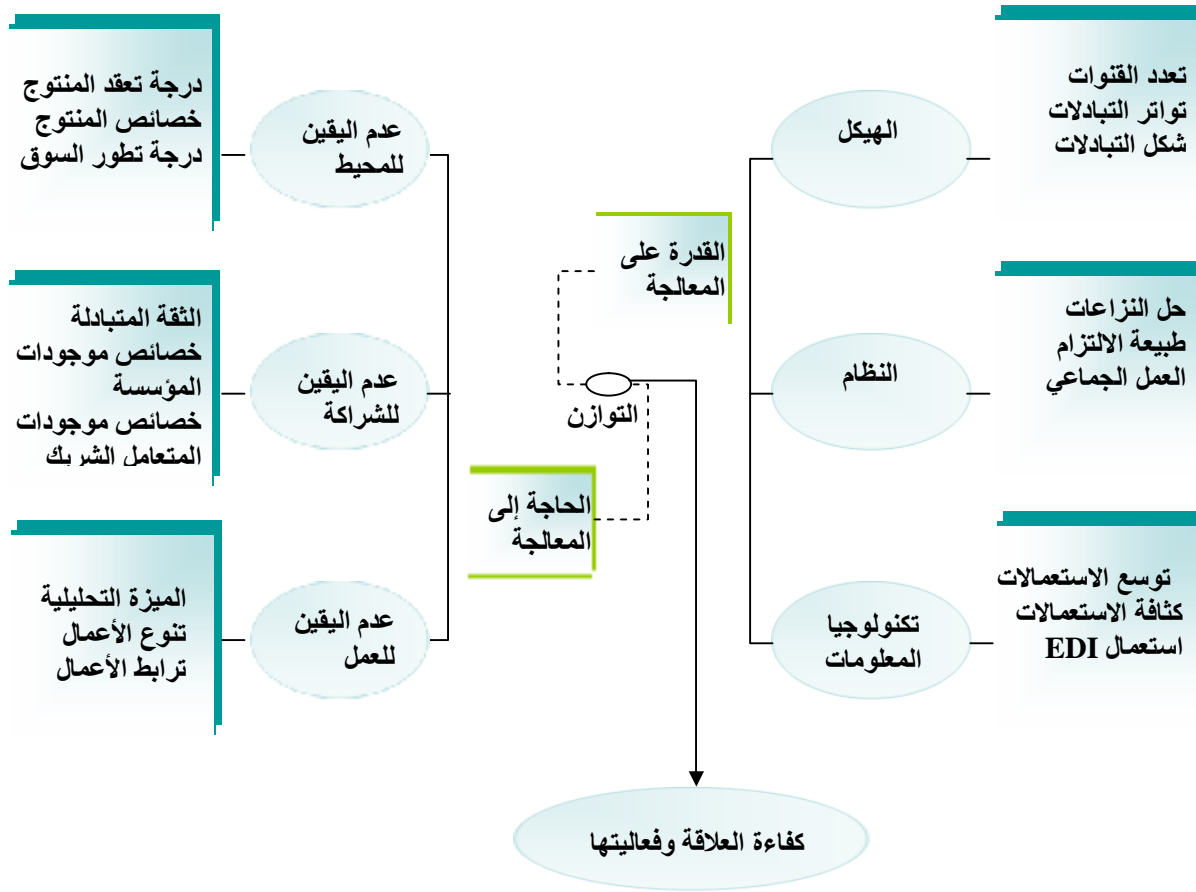 تعدد القنوات
تواتر التبادلات
شكل التبادلات
الهيكل
عدم اليقين
للمحيط
درجة تعقد المنتوج
خصائص المنتوج
درجة تطور السوق
القدرة على
المعالجة
حل النزاعات
طبيعة الالتزام
العمل الجماعي
النظام
التوازن
عدم اليقين
للشراكة
الثقة المتبادلة
خصائص موجودات
المؤسسة
خصائص موجودات
المتعامل الشريك
الحاجة إلى
المعالجة
توسع الاستعمالات
كثافة الاستعمالات
استعمال EDI
تكنولوجيا
المعلومات
عدم اليقين
للعمل
الميزة التحليلية
تنوع الأعمال
ترابط الأعمال
كفاءة العلاقة وفعاليتها